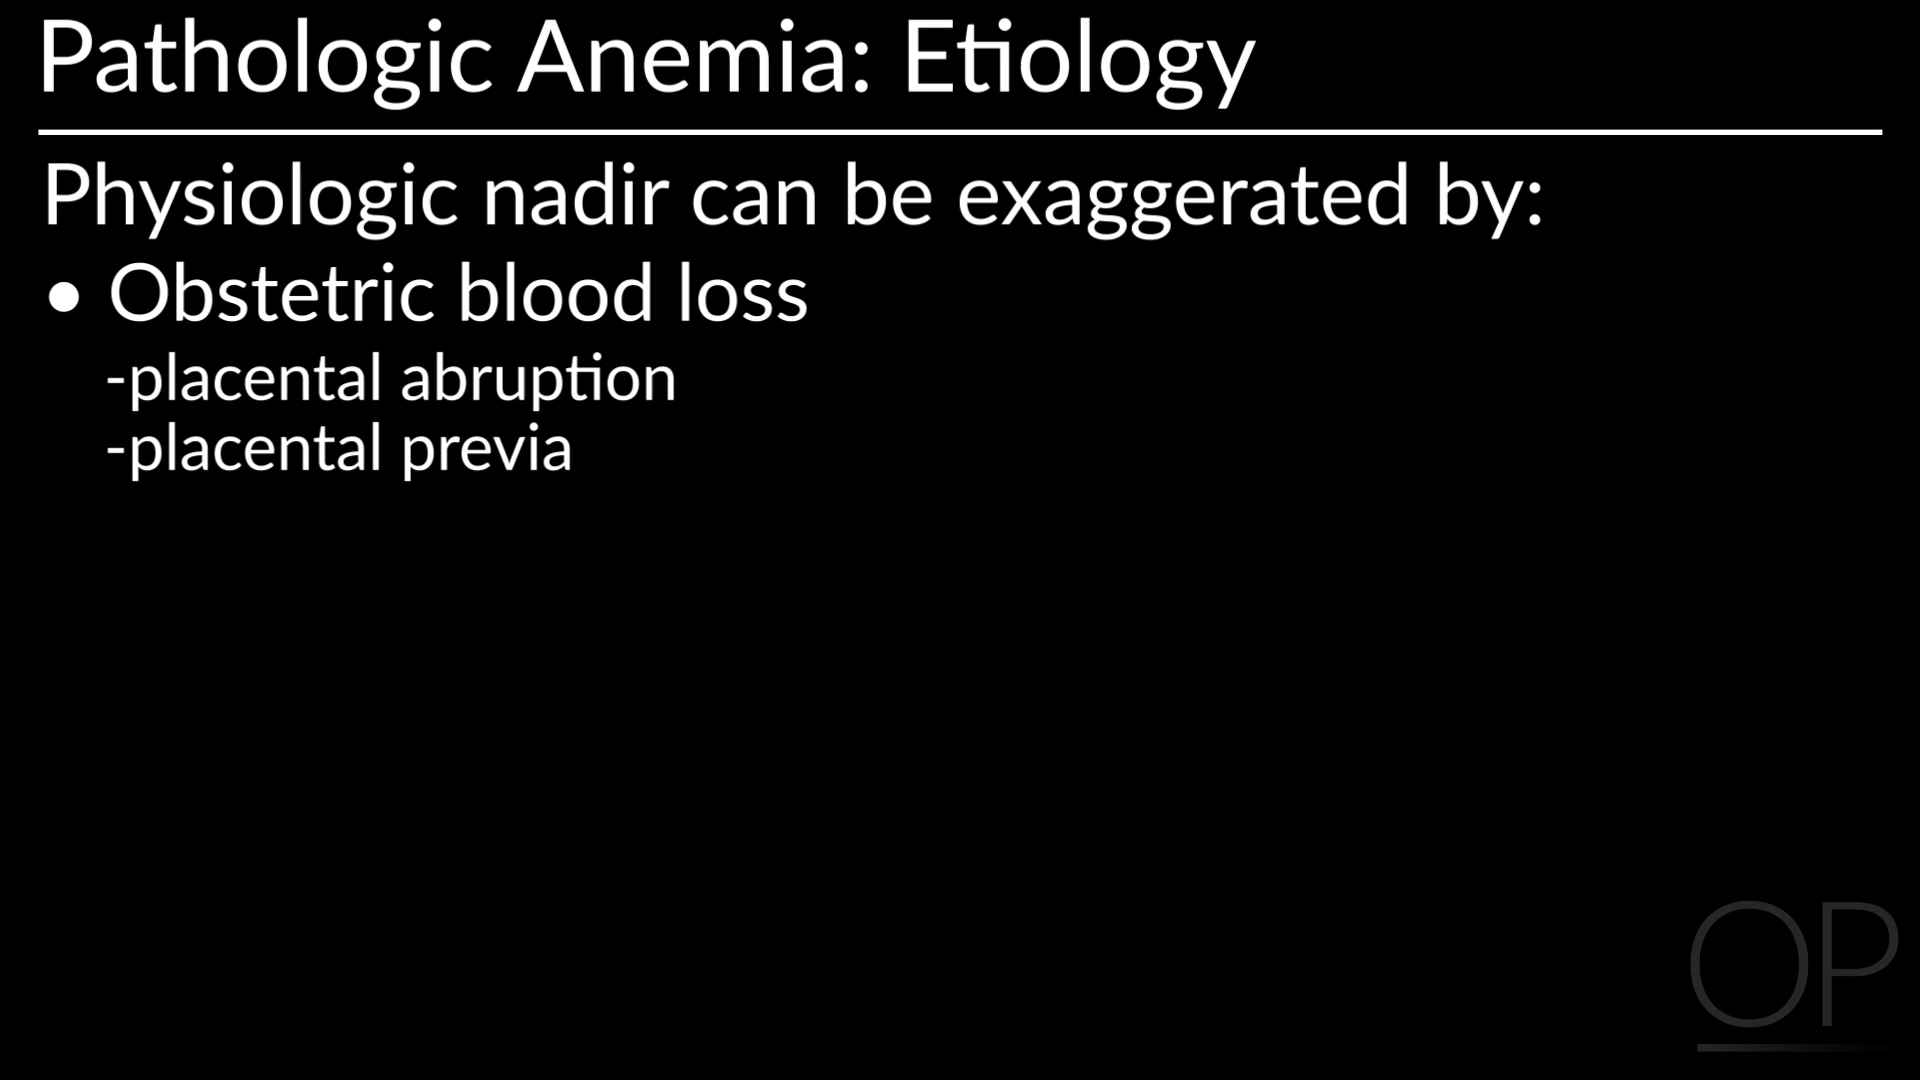 Pathologic Anemia: Etiology
Physiologic nadir can be exaggerated by:
• Obstetric blood loss
-placental abruption
-placental previa
OP